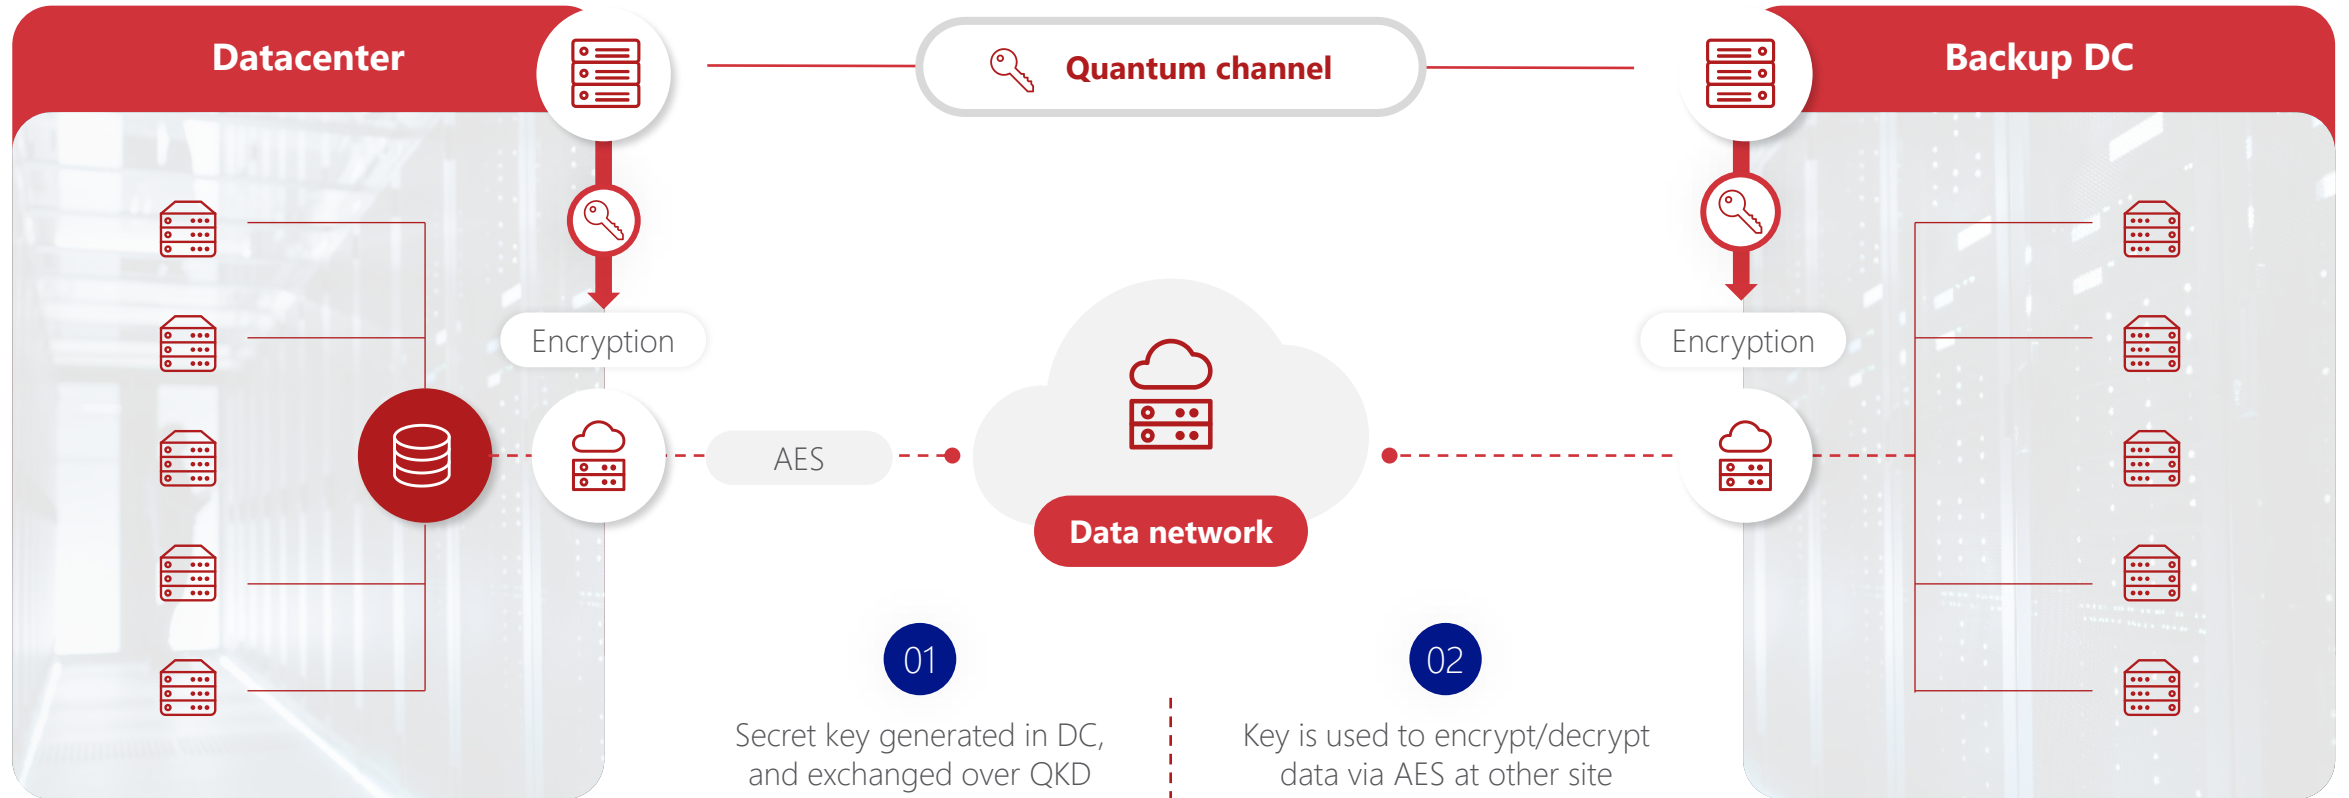 Datacenter
Quantum channel
Backup DC
Encryption
Encryption
AES
Data network
01
Secret key generated in DC,
and exchanged over QKD
02
Key is used to encrypt/decrypt
data via AES at other site